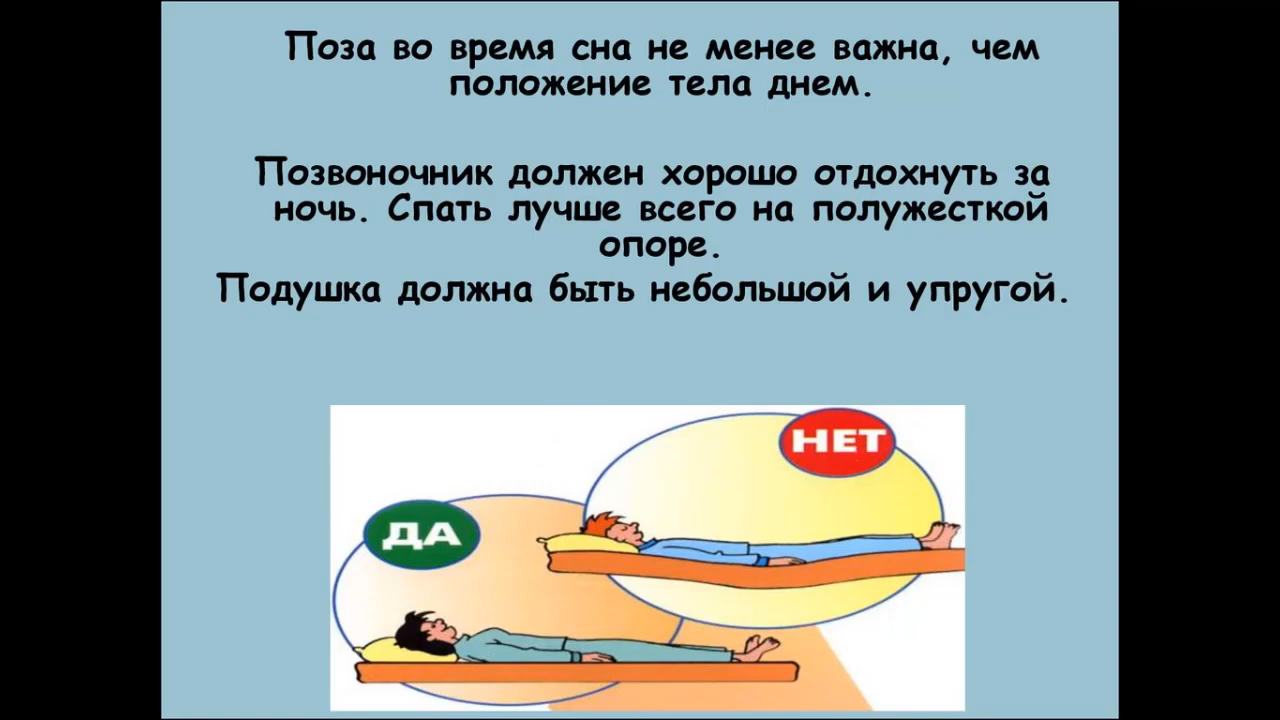 Поза во время сна не менее важна, чем
положение тела днем.
Позвоночник должен хорошо отдохнуть за
ночь. Спать лучше всего на полужесткой
опоре.
Подушка должна быть небольшой и упругой.
НЕТ
ДА